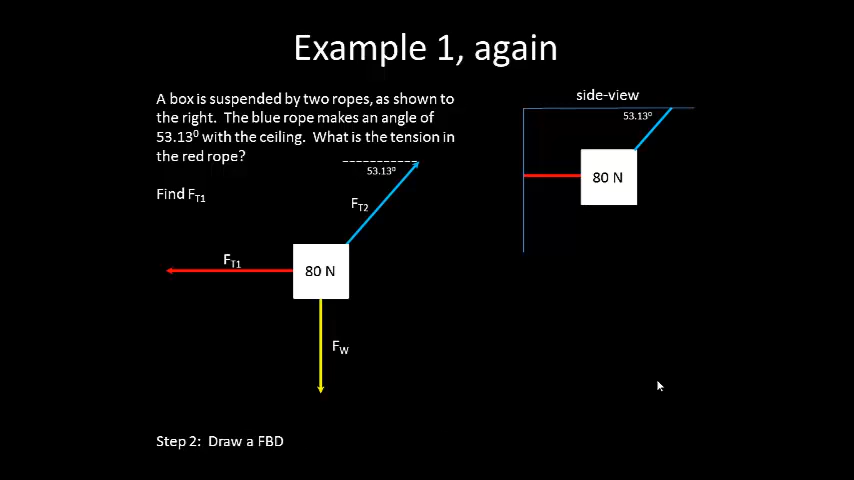 Example 1, again
A box is suspended by two ropes, as shown to
the right. The blue rope makes an angle of
53.13⁰ with the ceiling. What is the tension in
the red rope?
53.13⁰
Find F_T1
F_T2
F_T1
80 N
F_W
side-view
53.13⁰
80 N
Step 2: Draw a FBD